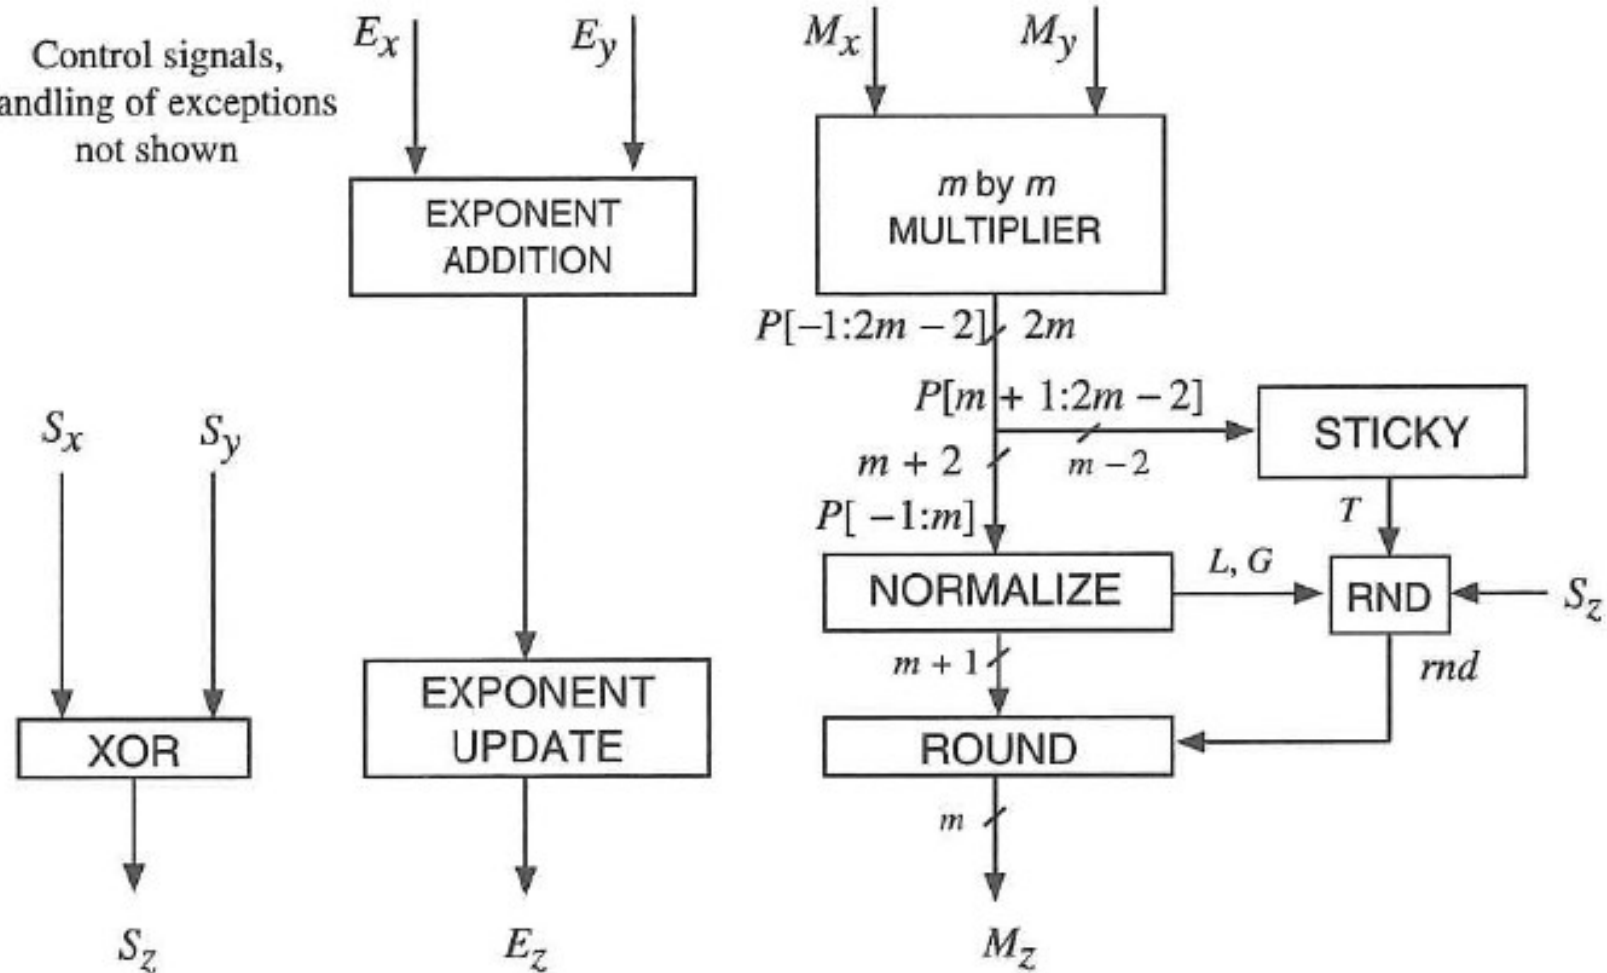 Control signals,
andling of exceptions
not shown
E_x
E_y
M_x
M_y
EXPONENT
ADDITION
m by m
MULTIPLIER
P[−1:2m − 2]
2m
P[m + 1:2m − 2]
m − 2
STICKY
S_x
S_y
m + 2
P[ −1:m]
T
NORMALIZE
L, G
RND
S_z
m + 1
rnd
EXPONENT
UPDATE
ROUND
XOR
m
S_z
E_z
M_z